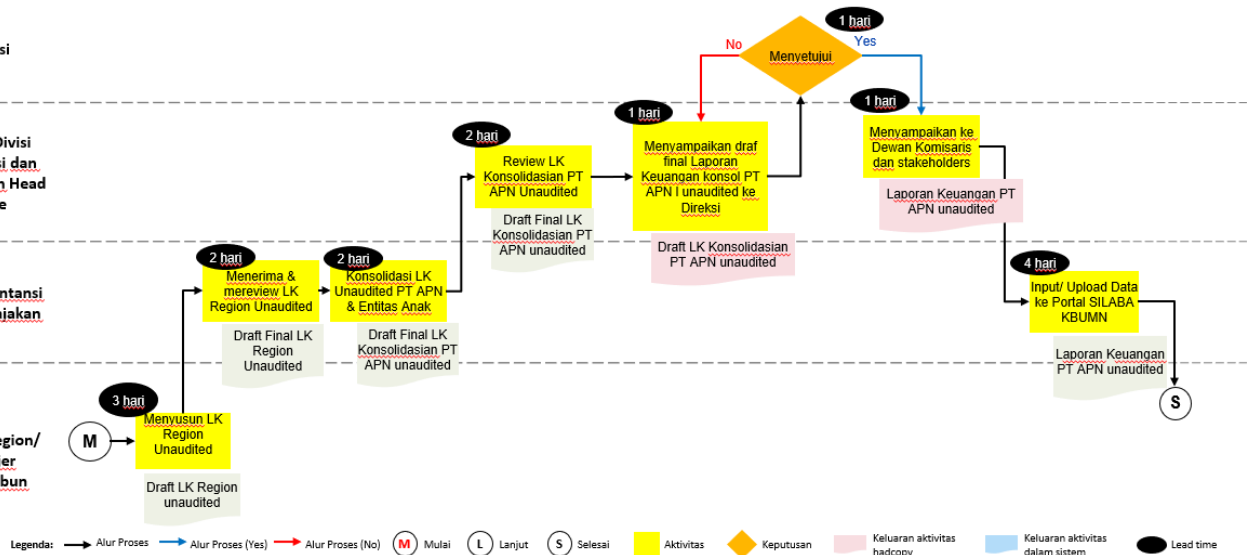 si
1 hari
No
Yes
Menyetujui
Divisi
si dan
n Head
e
2 hari
Review LK
Konsolidasian PT
APN Unaudited
Draft Final LK
Konsolidasian PT
APN unaudited
1 hari
Menyampaikan draf
final Laporan
Keuangan konsol PT
APN I unaudited ke
Direksi
Draft LK Konsolidasian
PT APN unaudited
1 hari
Menyampaikan ke
Dewan Komisaris
dan stakeholders
Laporan Keuangan PT
APN unaudited
ntansi
ajakan
2 hari
Menerima &
mereview LK
Region Unaudited
Draft Final LK
Region
Unaudited
2 hari
Konsolidasi LK
Unaudited PT APN
& Entitas Anak
Draft Final LK
Konsolidasian PT
APN unaudited
4 hari
Input/ Upload Data
ke Portal SILABA
KBUMN
Laporan Keuangan
PT APN unaudited
S
egion/
jer
bun
M
3 hari
Menyusun LK
Region
Unaudited
Draft LK Region
unaudited
Legenda:
Alur Proses
Alur Proses (Yes)
Alur Proses (No)
M
Mulai
L
Lanjut
S
Selesai
Aktivitas
Keputusan
Keluaran aktivitas
hadcopy
Keluaran aktivitas
dalam sistem
Lead time